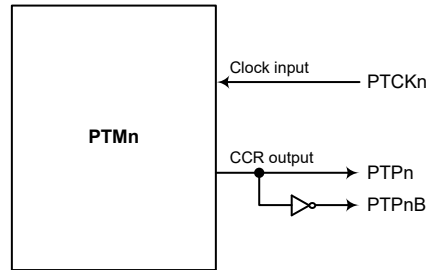 Clock input
PTCKn
PTMn
CCR output
PTPn
PTPnB